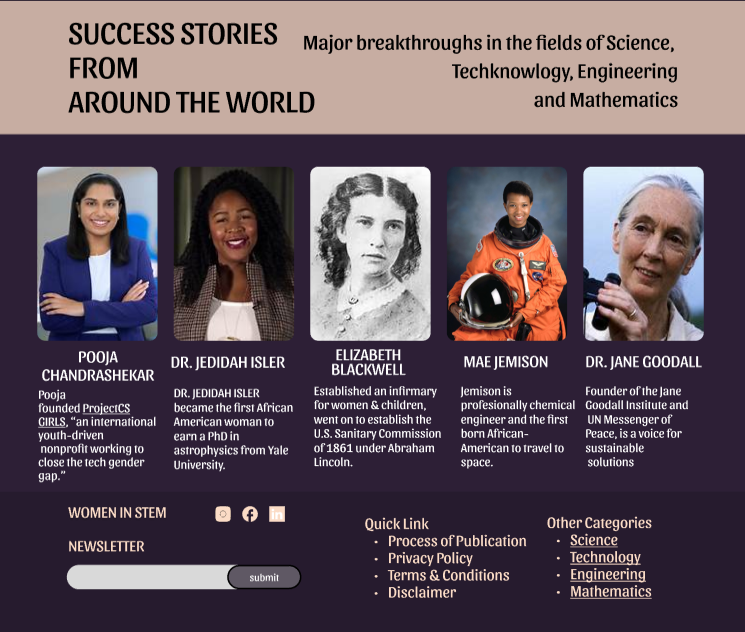 SUCCESS STORIES
FROM
AROUND THE WORLD
Major breakthroughs in the fields of Science,
Techknowlogy, Engineering
and Mathematics
POOJA
CHANDRASHEKAR
Pooja
founded ProjectCS
GIRLS, “an international
youth-driven
nonprofit working to
close the tech gender
gap.”
DR. JEDIDAH ISLER
DR. JEDIDAH ISLER
became the first African
American woman to
earn a PhD in
astrophysics from Yale
University.
ELIZABETH
BLACKWELL
Established an infirmary
for women & children,
went on to establish the
U.S. Sanitary Commission
of 1861 under Abraham
Lincoln.
MAE JEMISON
Jemison is
profesionally chemical
engineer and the first
born African-
American to travel to
space.
DR. JANE GOODALL
Founder of the Jane
Goodall Institute and
UN Messenger of
Peace, is a voice for
sustainable
solutions
WOMEN IN STEM
in
NEWSLETTER
submit
Quick Link
• Process of Publication
• Privacy Policy
• Terms & Conditions
• Disclaimer
Other Categories
• Science
• Technology
• Engineering
• Mathematics